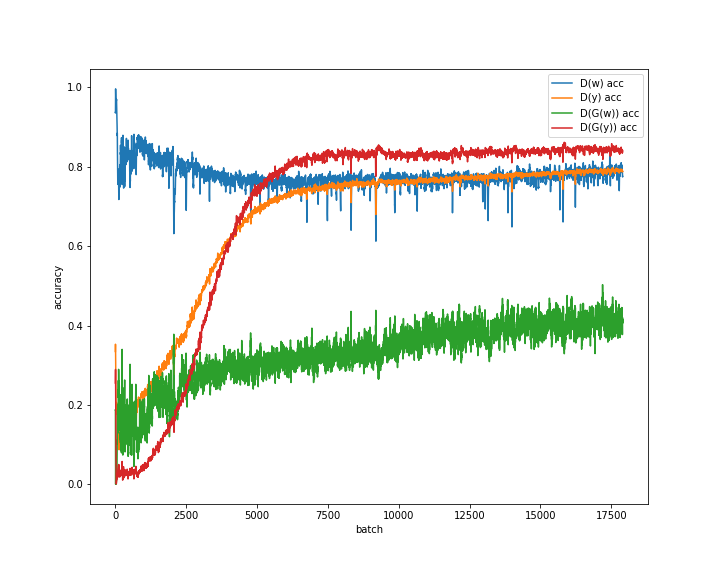 1.0
0.8
0.6
0.4
0.2
0.0
accuracy
D(w) acc
D(y) acc
D(G(w)) acc
D(G(y)) acc
0 2500 5000 7500 10000 12500 15000 17500
batch